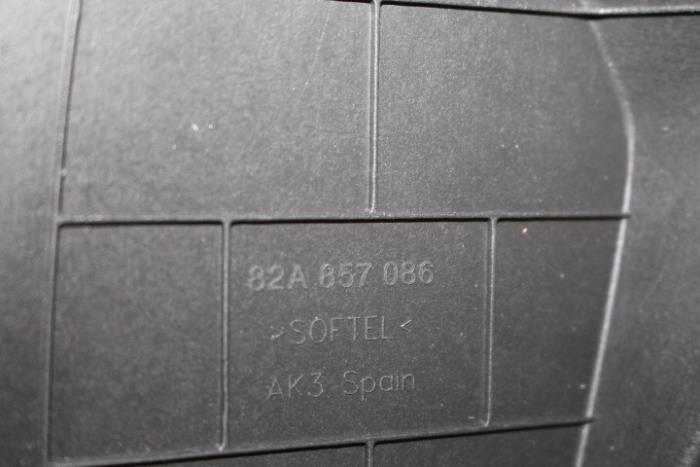 82A 857 086
>SOFTEL<
AK3 Spain